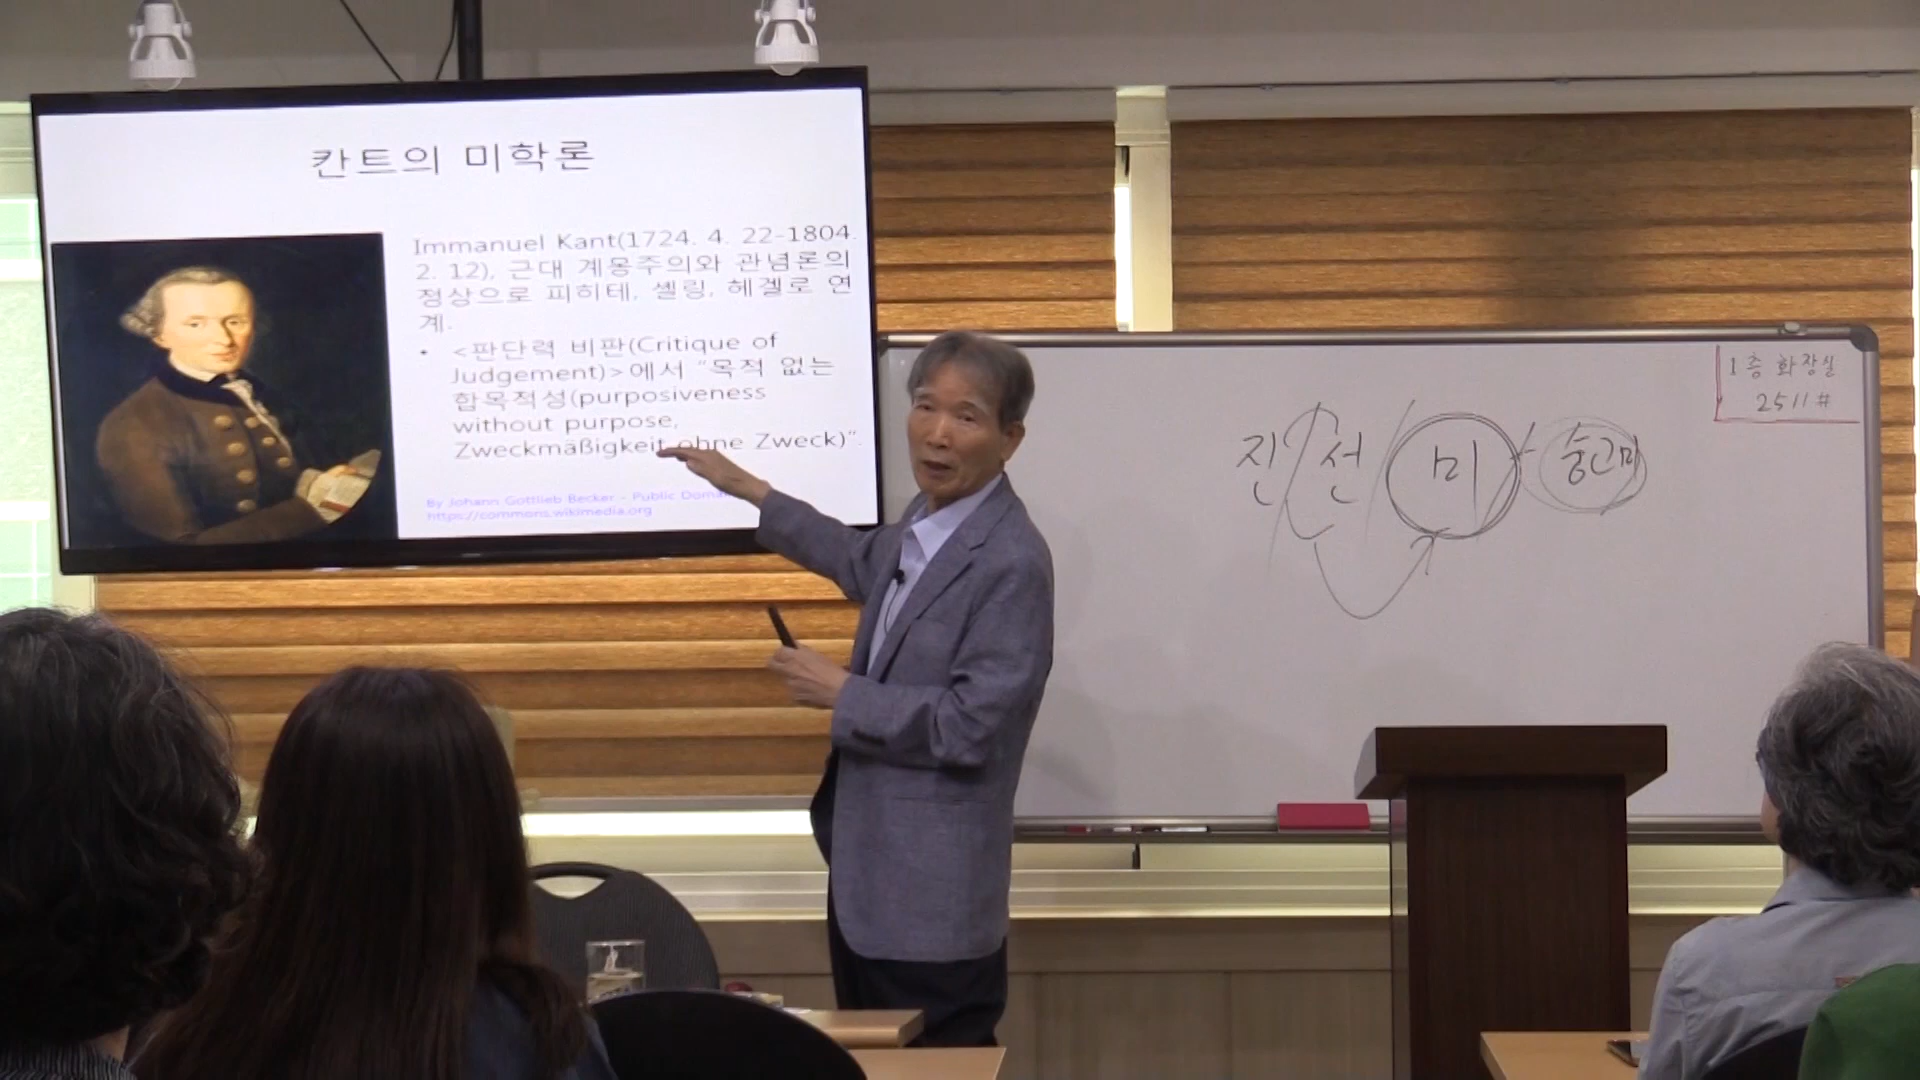 칸트의 미학론
Immanuel Kant(1724. 4. 22-1804.
2. 12), 근대 계몽주의와 관념론의
정상으로 피히테, 셸링, 헤겔로 연
계.
• <판단력 비판(Critique of
Judgement)>에서 "목적 없는
합목적성(purposiveness
without purpose,
Zweckmäßigkeit ohne Zweck)".
By Johann Gottlieb Becker - Public
https://commons.wikimedia.org
진 선 미 숭고미
1층 화장실
2511#